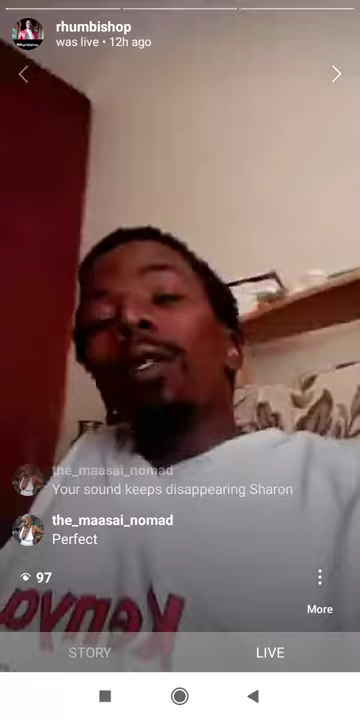 rhumbishop
was live • 12h ago
the_maasai_nomad
Your sound keeps disappearing Sharon
the_maasai_nomad
Perfect
97
More
STORY
LIVE